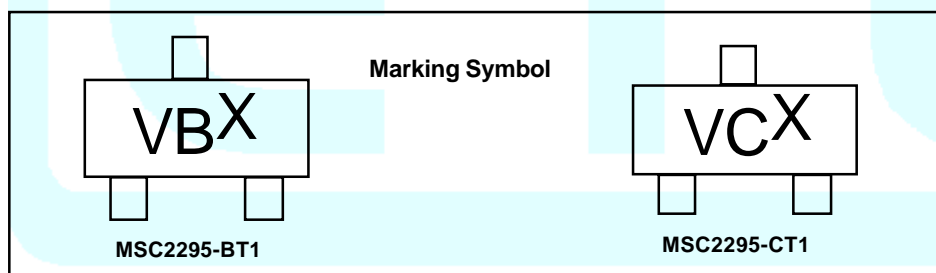 Marking Symbol
VBX
VCX
MSC2295-BT1
MSC2295-CT1